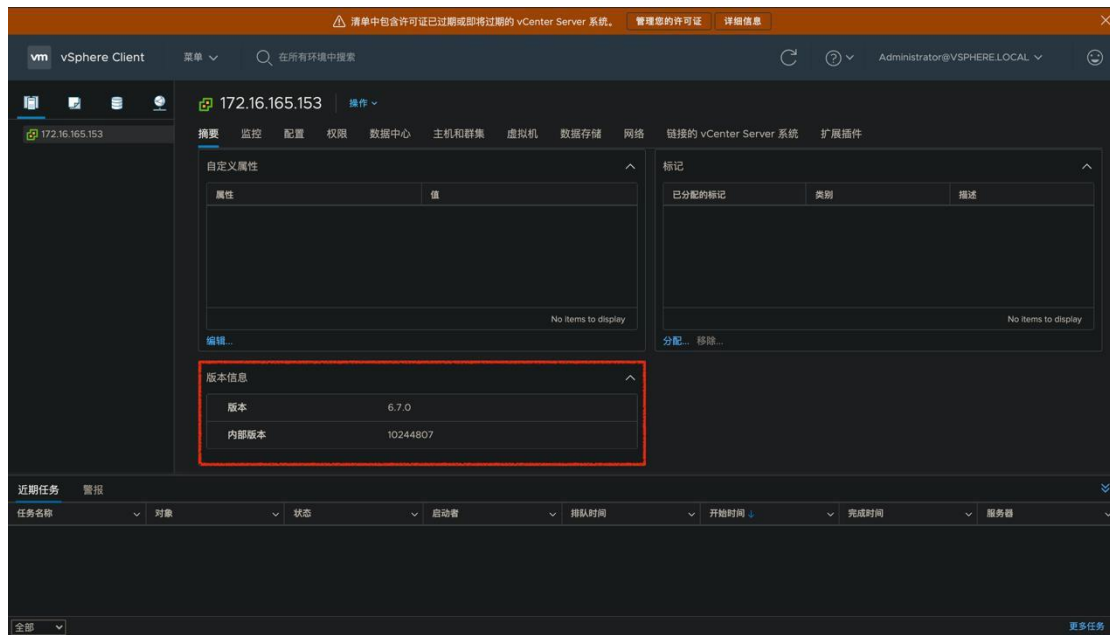 清单中包含许可证已过期或即将过期的 vCenter Server 系统。 管理您的许可证 详细信息
vm vSphere Client 菜单 在所有环境中搜索 Administrator@VSPHERE.LOCAL
172.16.165.153 操作
172.16.165.153
摘要 监控 配置 权限 数据中心 主机和群集 虚拟机 数据存储 网络 链接的 vCenter Server 系统 扩展插件
自定义属性
属性 值
No items to display
编辑...
标记
已分配的标记 类别 描述
No items to display
分配... 移除...
版本信息
版本 6.7.0
内部版本 10244807
近期任务 警报
任务名称 对象 状态 启动者 排队时间 开始时间 完成时间 服务器
全部 更多任务